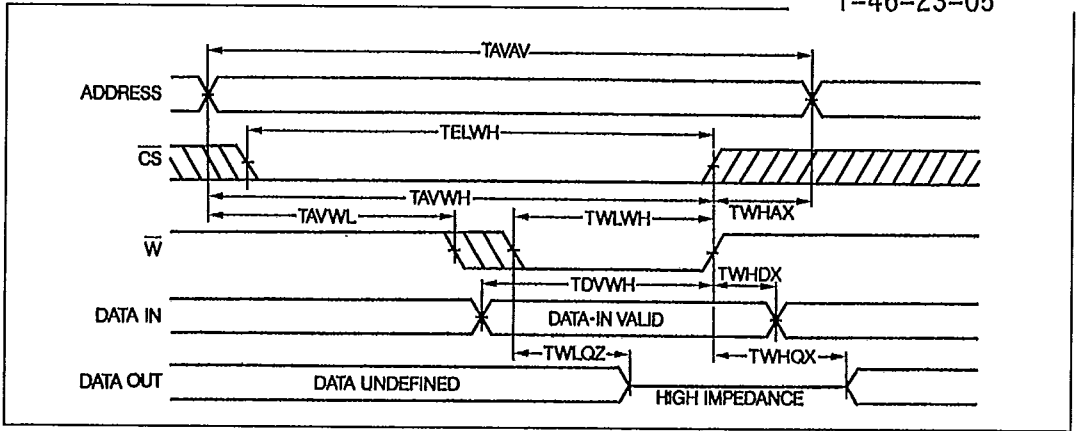 1-46-23-05
TAVAV
ADDRESS
TELWH
CS
TAVWH
TAVWL
TWLWH
TWHAX
W
TWHDX
TDVWH
DATA IN
DATA-IN VALID
TWLQZ
TWHQX
DATA OUT
DATA UNDEFINED
HIGH IMPEDANCE